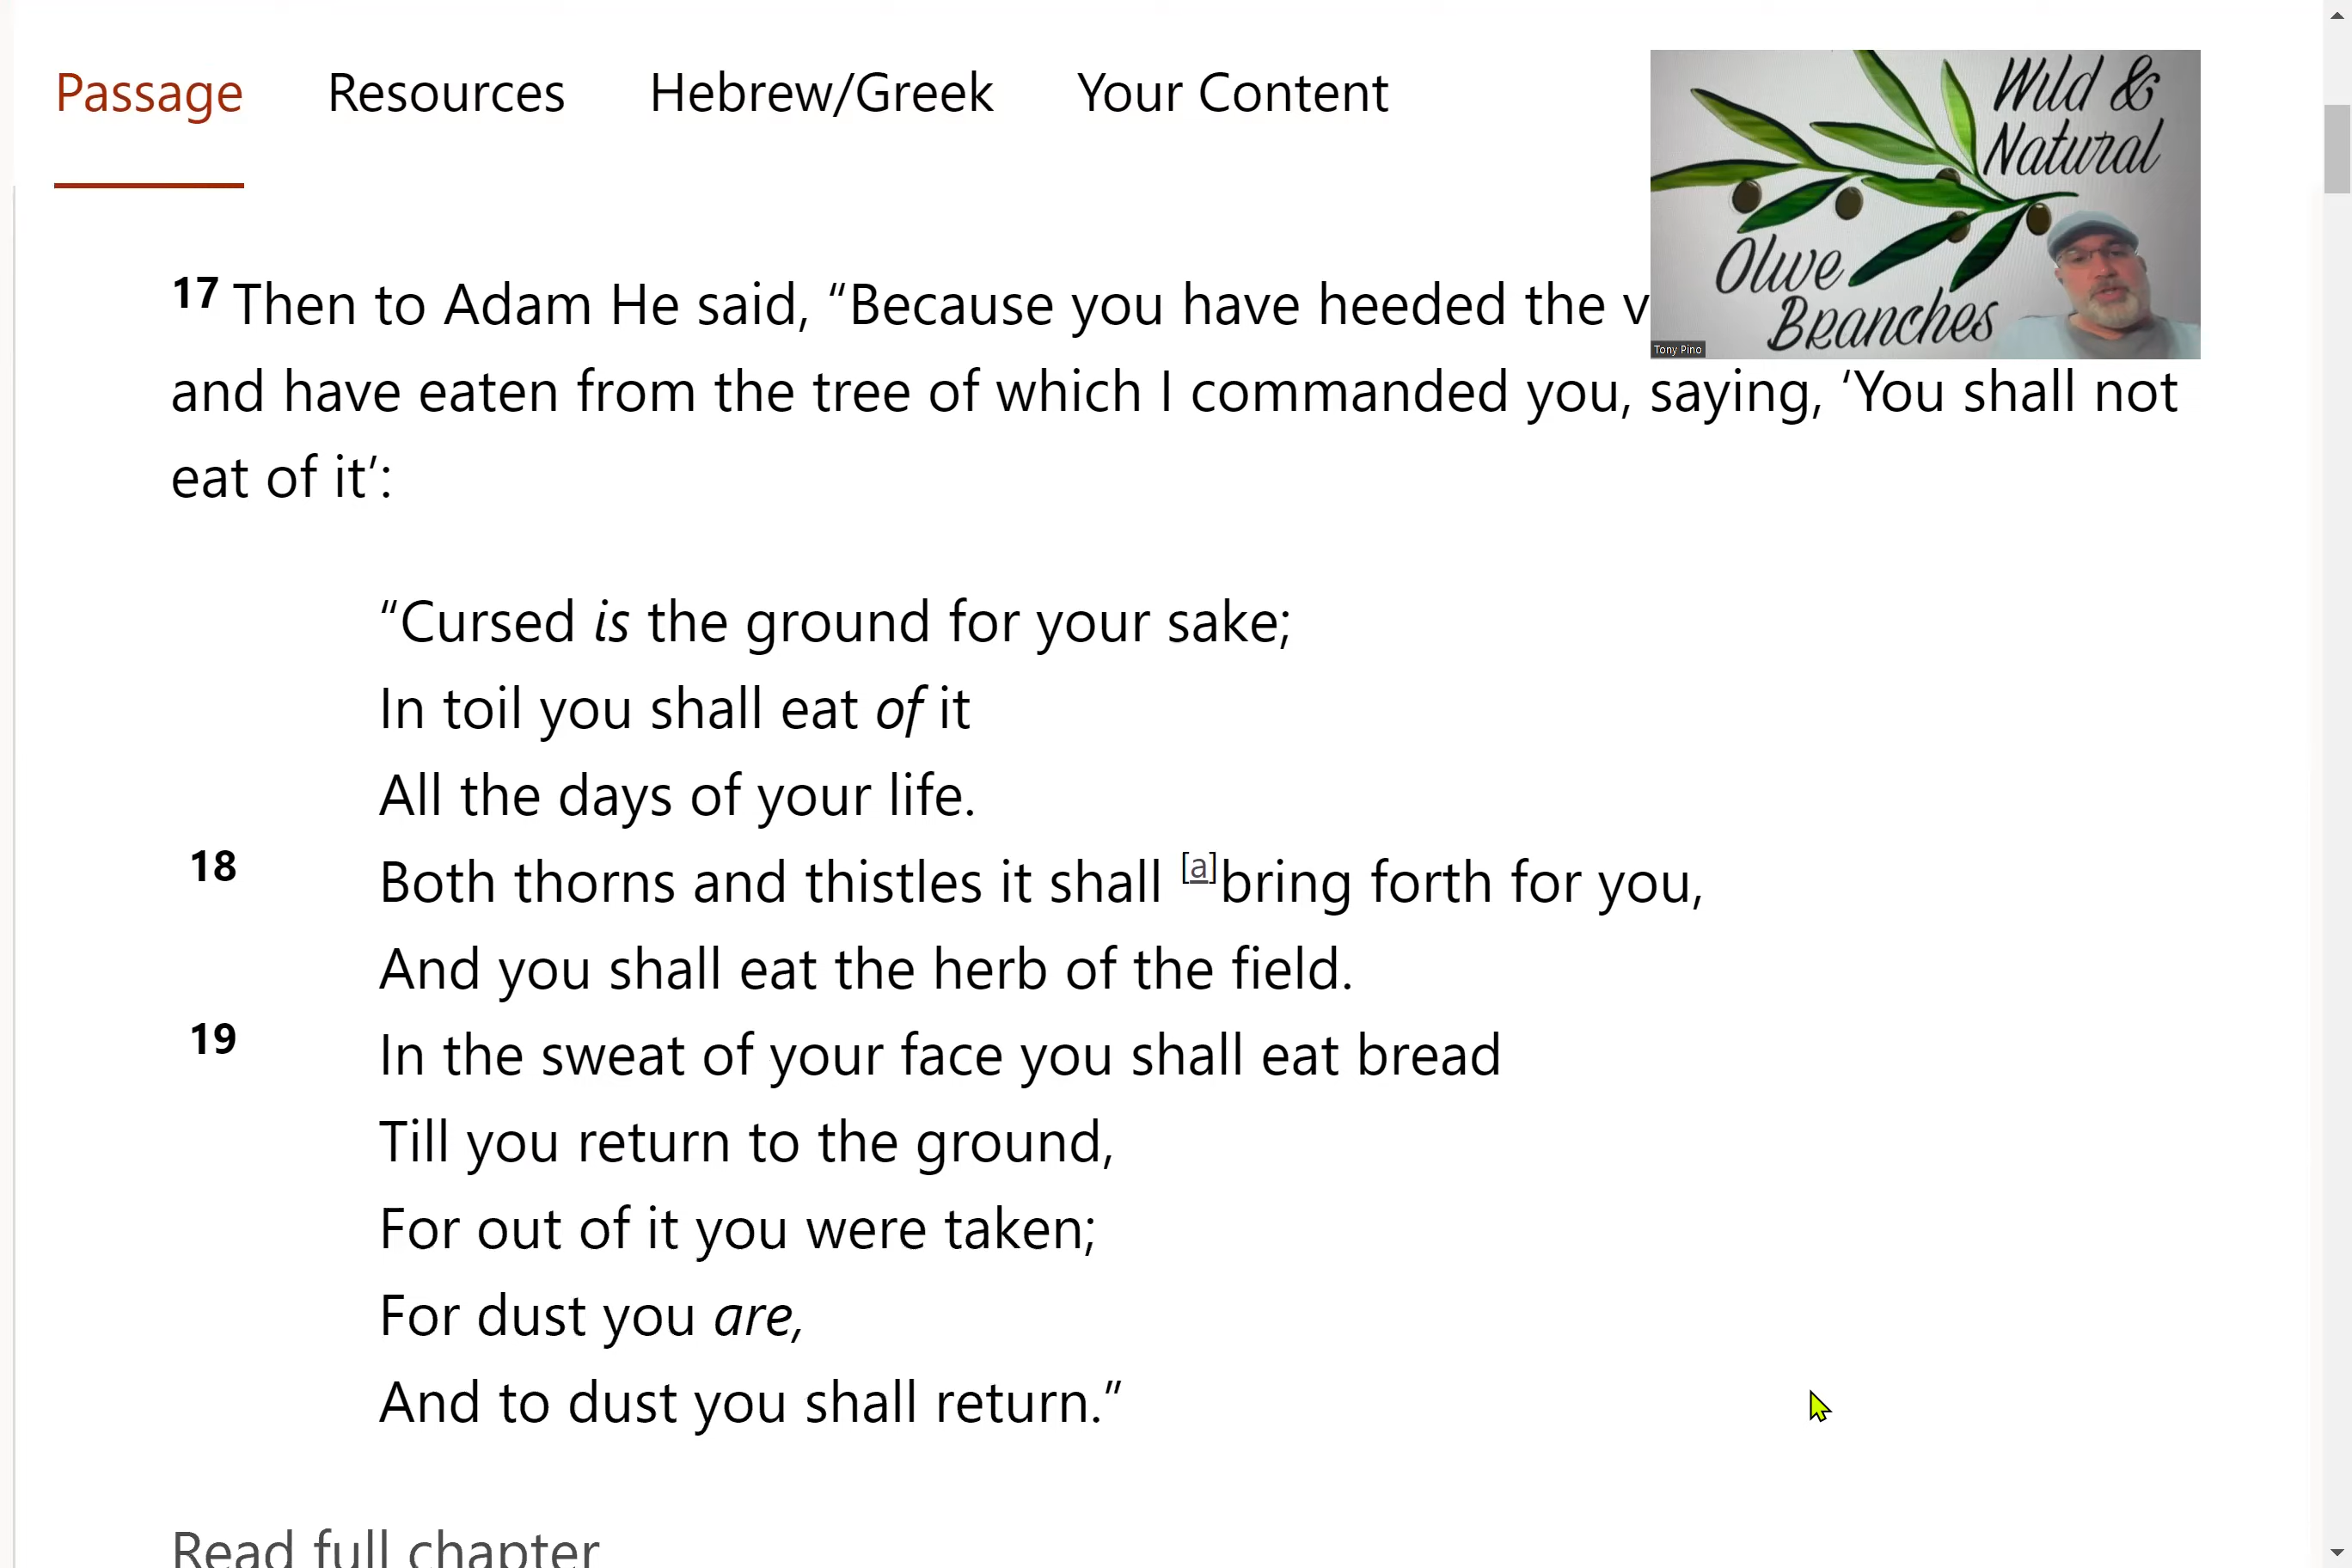 Passage Resources Hebrew/Greek Your Content
Wild &
Natural
Olive
Branches
Tony Pino
17 Then to Adam He said, “Because you have heeded the v
and have eaten from the tree of which I commanded you, saying, ‘You shall not
eat of it’:
“Cursed is the ground for your sake;
In toil you shall eat of it
All the days of your life.
18 Both thorns and thistles it shall [a]bring forth for you,
And you shall eat the herb of the field.
19 In the sweat of your face you shall eat bread
Till you return to the ground,
For out of it you were taken;
For dust you are,
And to dust you shall return.”
Read full chapter